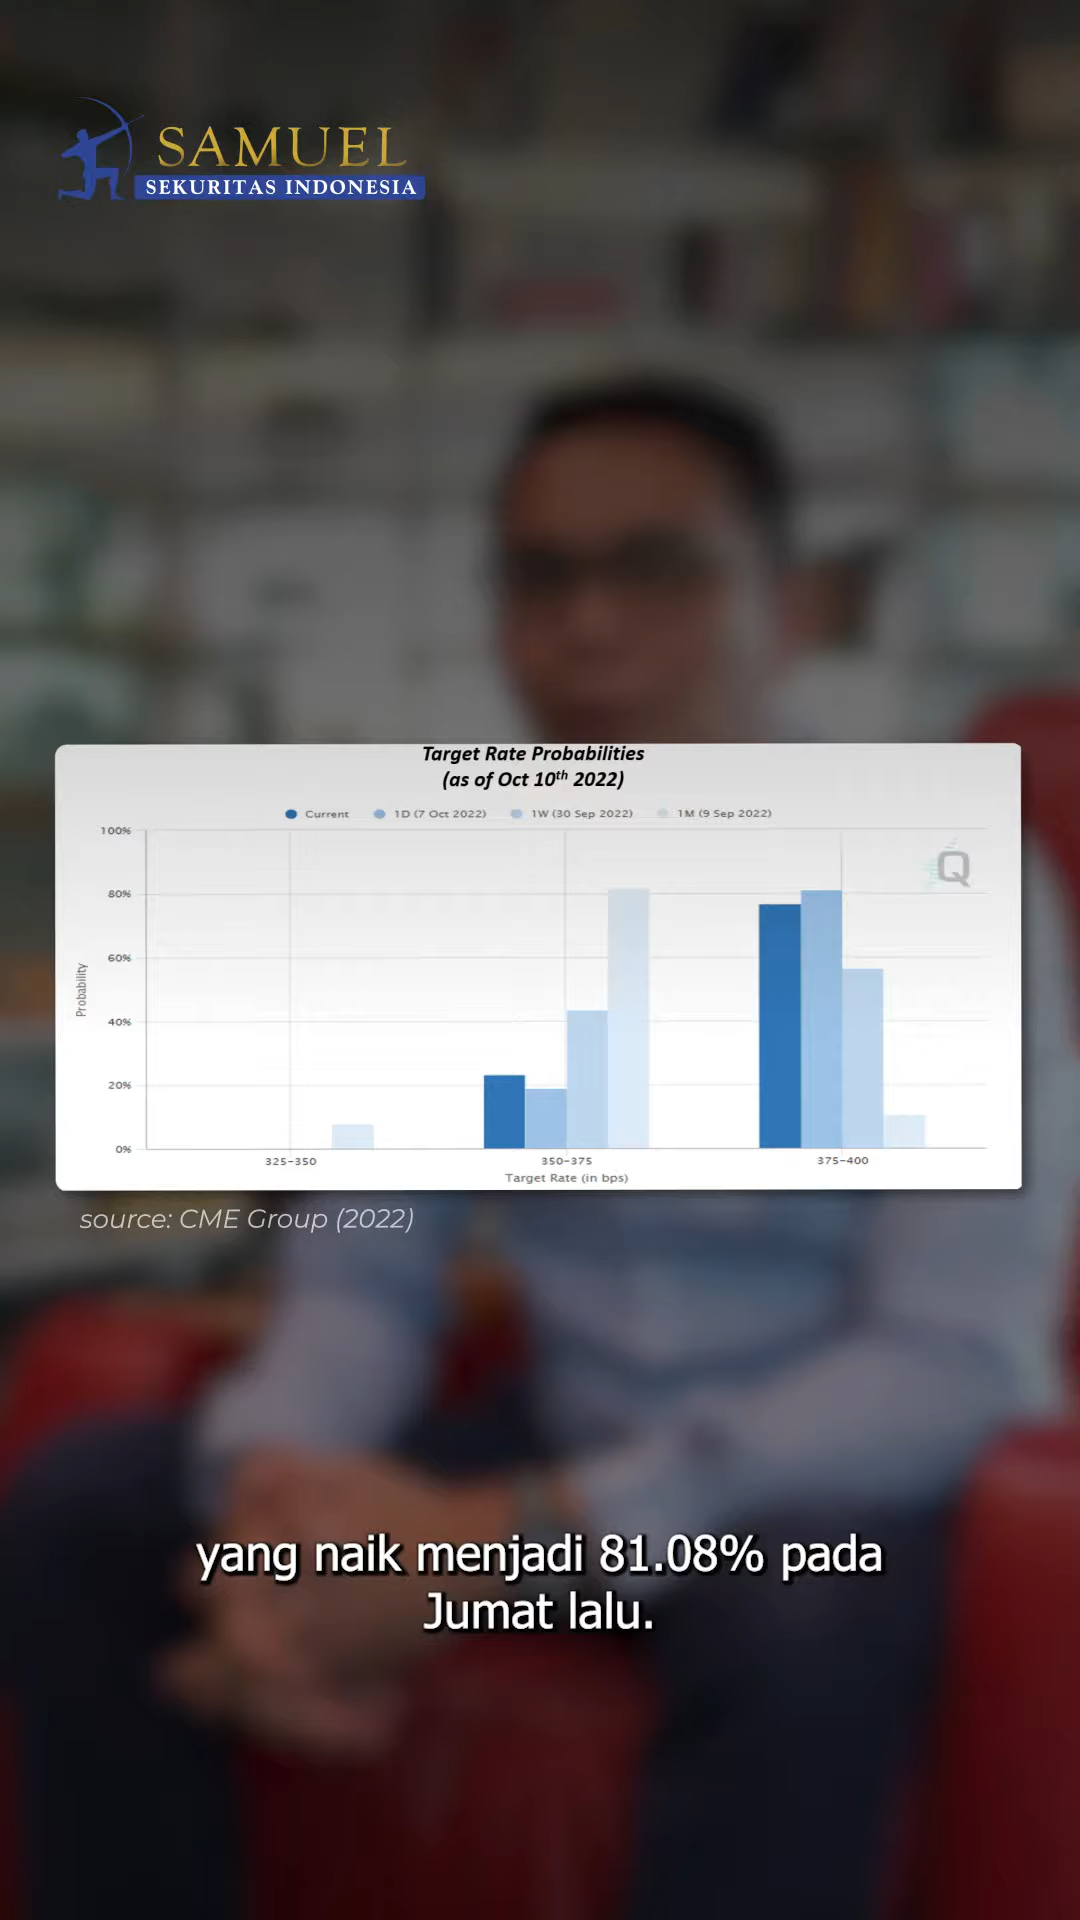 SAMUEL
SEKURITAS INDONESIA
Target Rate Probabilities
(as of Oct 10th 2022)
Current 1D (7 Oct 2022) 1W (30 Sep 2022) 1M (9 Sep 2022)
100%
Q
80%
60%
Probability
40%
20%
0%
325-350 350-375 375-400
Target Rate (in bps)
source: CME Group (2022)
yang naik menjadi 81.08% pada
Jumat lalu.